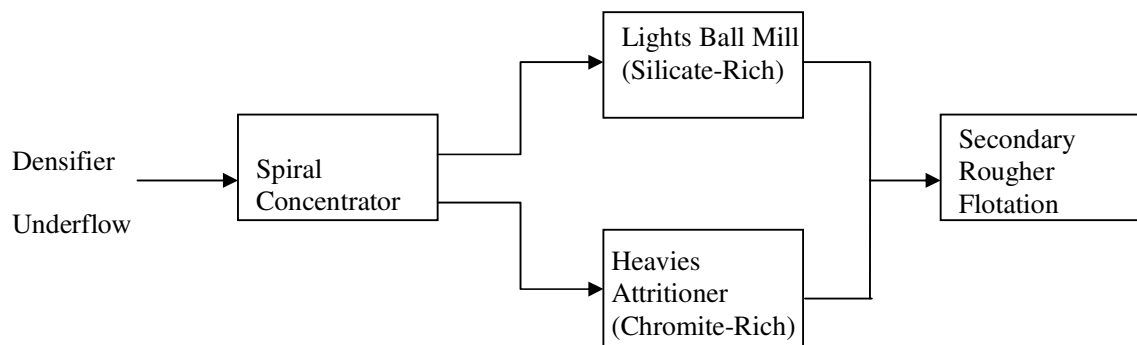 Densifier
Underflow
Spiral
Concentrator
Lights Ball Mill
(Silicate-Rich)
Heavies
Attritioner
(Chromite-Rich)
Secondary
Rougher
Flotation